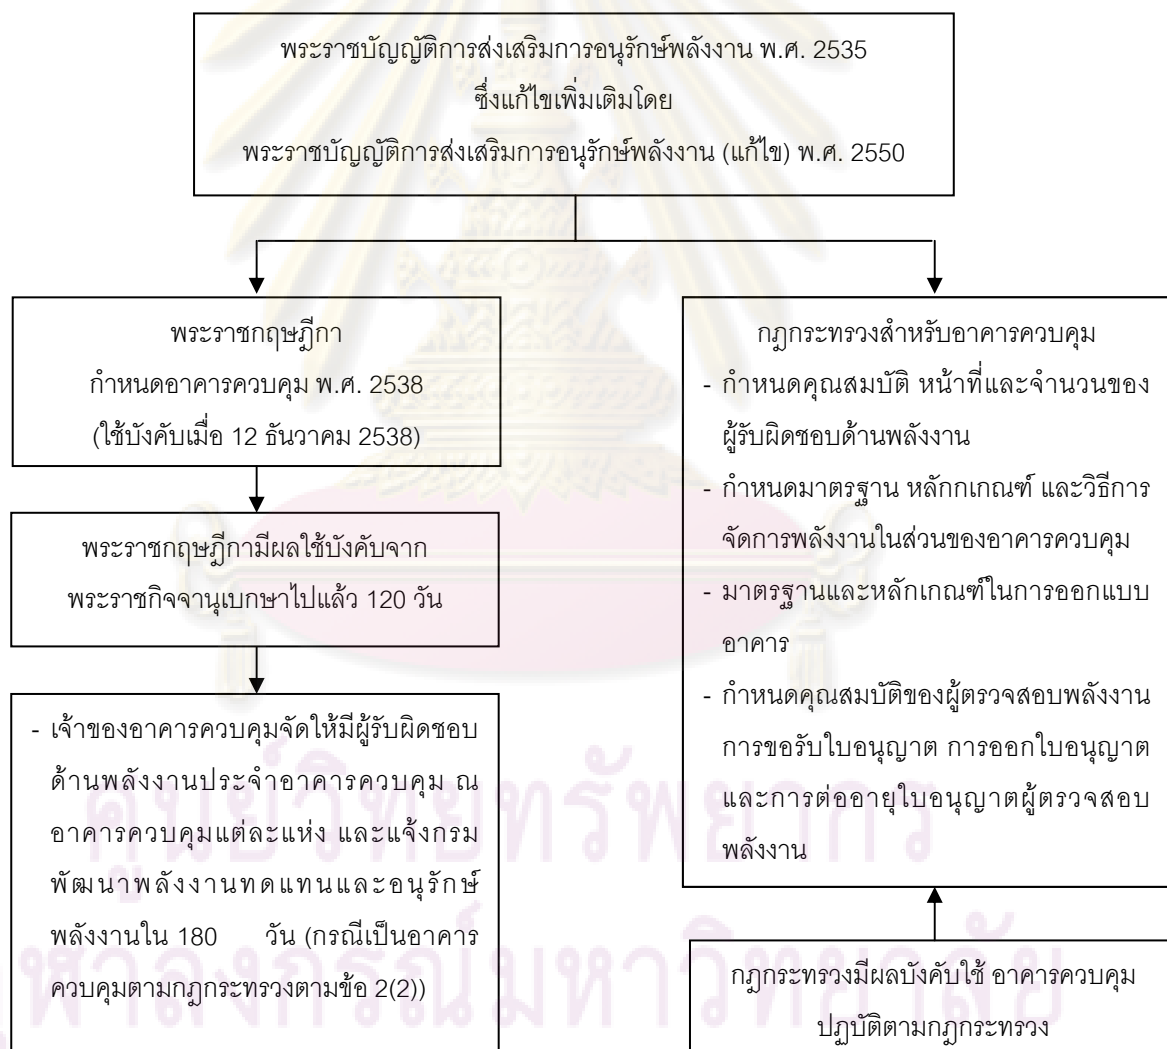 พระราชบัญญัติการส่งเสริมการอนุรักษ์พลังงาน พ.ศ. 2535
ซึ่งแก้ไขเพิ่มเติมโดย
พระราชบัญญัติการส่งเสริมการอนุรักษ์พลังงาน (แก้ไข) พ.ศ. 2550
พระราชกฤษฎีกา
กำหนดอาคารควบคุม พ.ศ. 2538
(ใช้บังคับเมื่อ 12 ธันวาคม 2538)
พระราชกฤษฎีกามีผลใช้บังคับจาก
พระราชกิจจานุเบกษาไปแล้ว 120 วัน
- เจ้าของอาคารควบคุมจัดให้มีผู้รับผิดชอบ
ด้านพลังงานประจำอาคารควบคุม ณ
อาคารควบคุมแต่ละแห่ง และแจ้งกรม
พัฒนาพลังงานทดแทนและอนุรักษ์
พลังงานใน 180 วัน (กรณีเป็นอาคาร
ควบคุมตามกฎกระทรวงตามข้อ 2(2))
กฎกระทรวงสำหรับอาคารควบคุม
- กำหนดคุณสมบัติ หน้าที่และจำนวนของ
ผู้รับผิดชอบด้านพลังงาน
- กำหนดมาตรฐาน หลักกเกณฑ์ และวิธีการ
จัดการพลังงานในส่วนของอาคารควบคุม
- มาตรฐานและหลักเกณฑ์ในการออกแบบ
อาคาร
- กำหนดคุณสมบัติของผู้ตรวจสอบพลังงาน
การขอรับใบอนุญาต การออกใบอนุญาต
และการต่ออายุใบอนุญาตผู้ตรวจสอบ
พลังงาน
กฎกระทรวงมีผลบังคับใช้ อาคารควบคุม
ปฏบัติตามกฎกระทรวง
ศูนย์วิทยทรัพยากร
ฬาลงกรณ์มหาวิทยาลัย